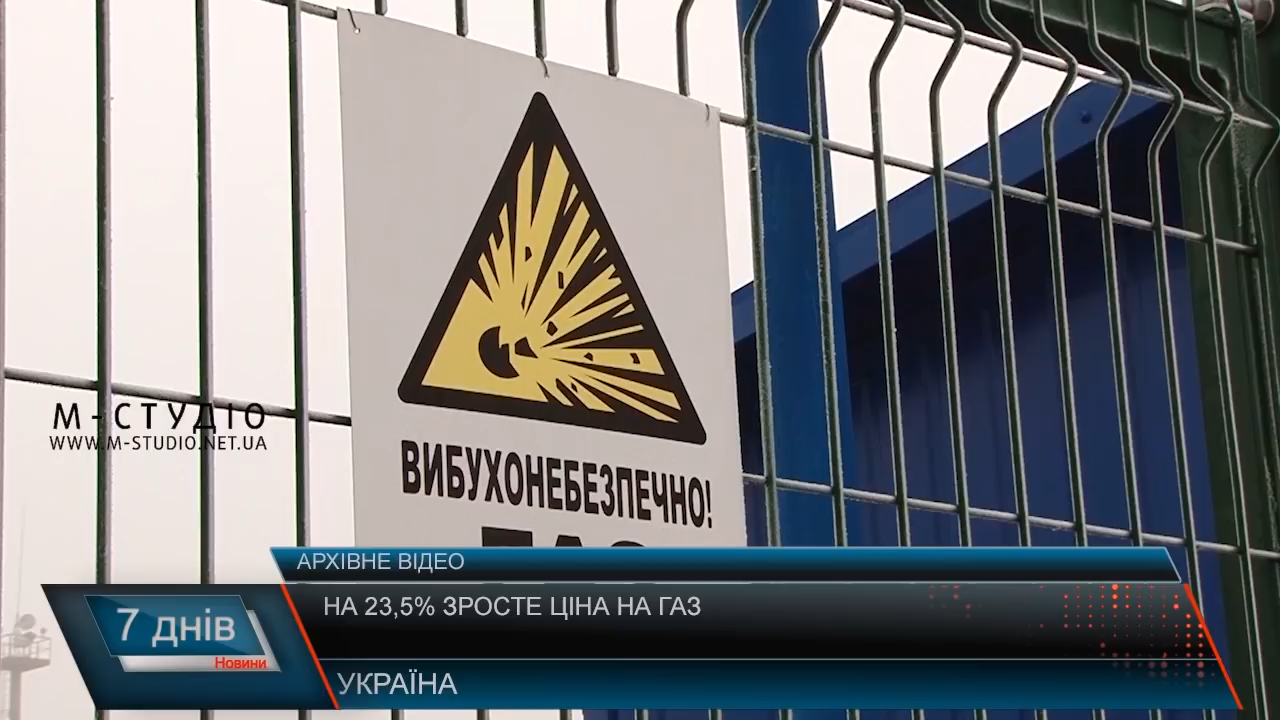 М-СТУДІО
WWW.M-STUDIO.NET.UA
ВИБУХОНЕБЕЗПЕЧНО!
АРХІВНЕ ВІДЕО
НА 23,5% ЗРОСТЕ ЦІНА НА ГАЗ
7 днів
Новини
УКРАЇНА